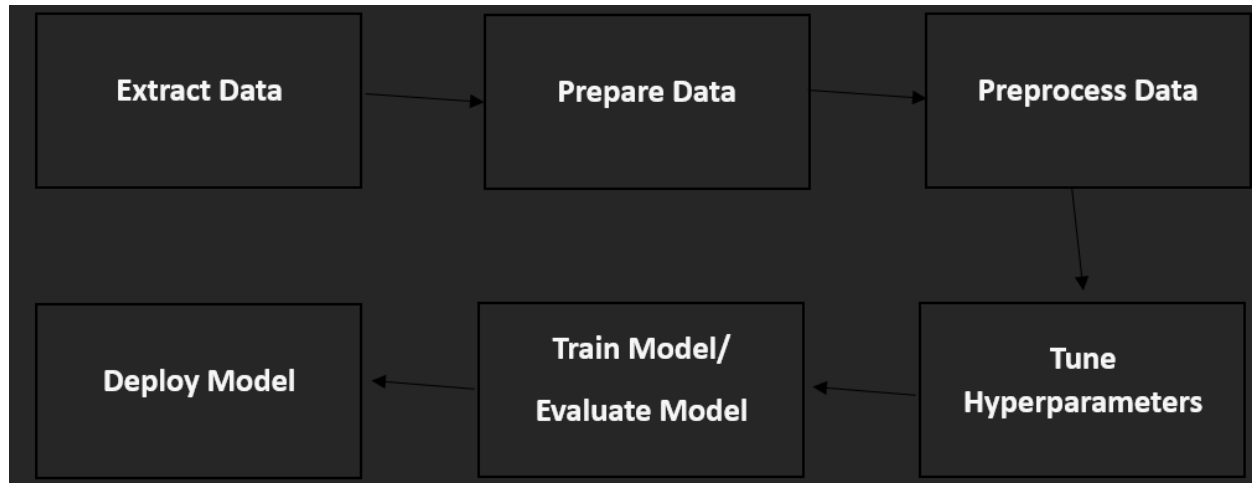 Extract Data
Prepare Data
Preprocess Data
Tune
Hyperparameters
Train Model/
Evaluate Model
Deploy Model